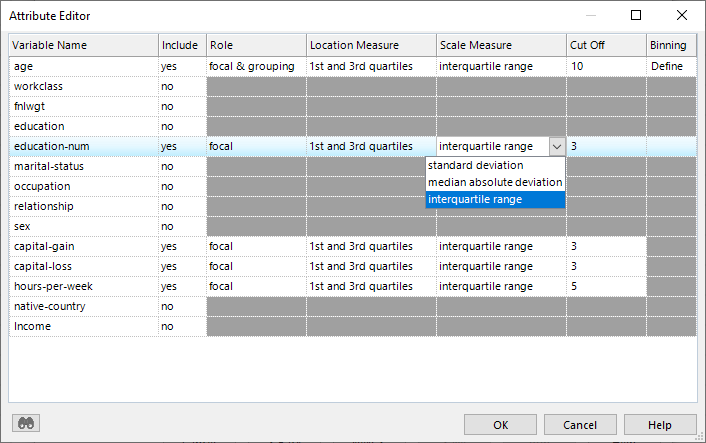 Attribute Editor
Variable Name Include Role Location Measure Scale Measure Cut Off Binning
age yes focal & grouping 1st and 3rd quartiles interquartile range 10 Define
workclass no
fnlwgt no
education no
education-num yes focal 1st and 3rd quartiles interquartile range 3
marital-status no
standard deviation
occupation no
median absolute deviation
relationship no
interquartile range
sex no
capital-gain yes focal 1st and 3rd quartiles interquartile range 3
capital-loss yes focal 1st and 3rd quartiles interquartile range 3
hours-per-week yes focal 1st and 3rd quartiles interquartile range 5
native-country no
Income no
OK Cancel Help